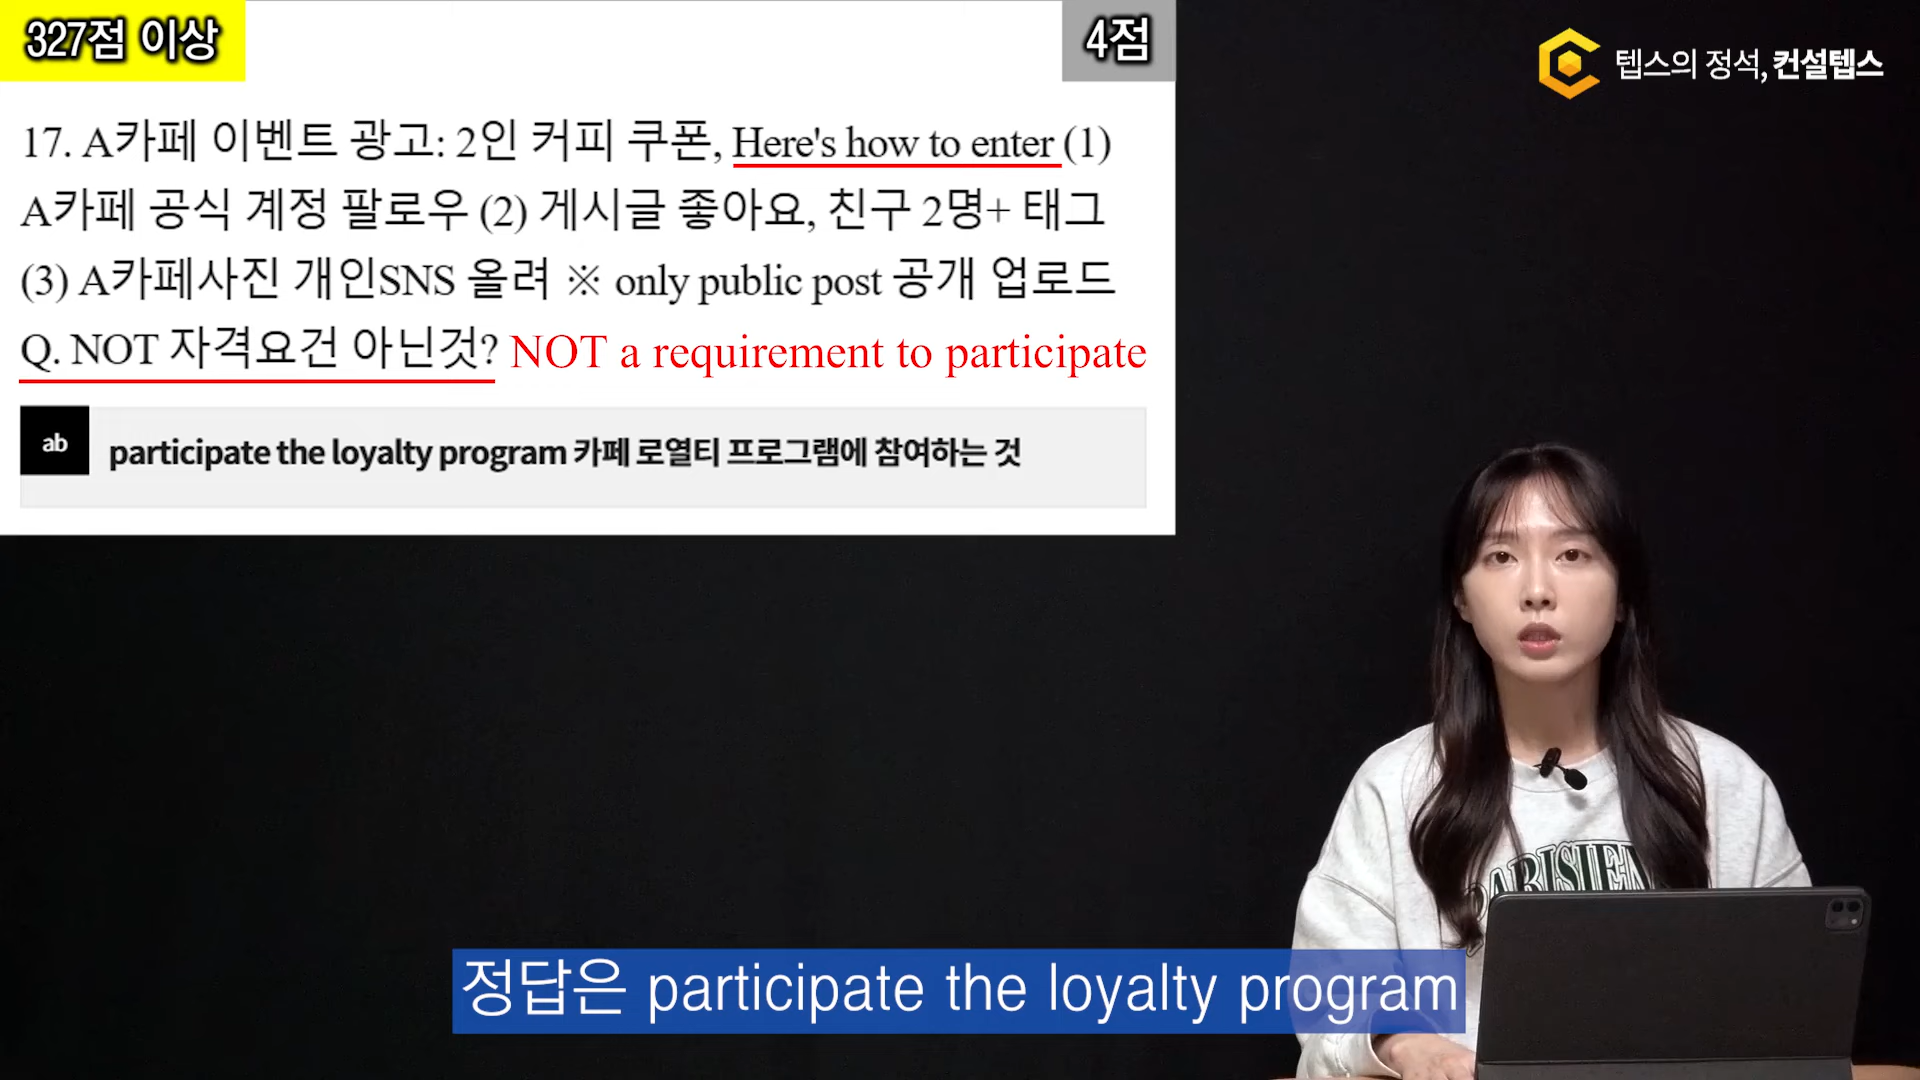 327점 이상
4점
텝스의 정석, 컨설텝스
17. A카페 이벤트 광고: 2인 커피 쿠폰, Here's how to enter (1)
A카페 공식 계정 팔로우 (2) 게시글 좋아요, 친구 2명+ 태그
(3) A카페사진 개인SNS 올려 ※ only public post 공개 업로드
Q. NOT 자격요건 아닌것? NOT a requirement to participate
ab
participate the loyalty program 카페 로열티 프로그램에 참여하는 것
정답은 participate the loyalty program